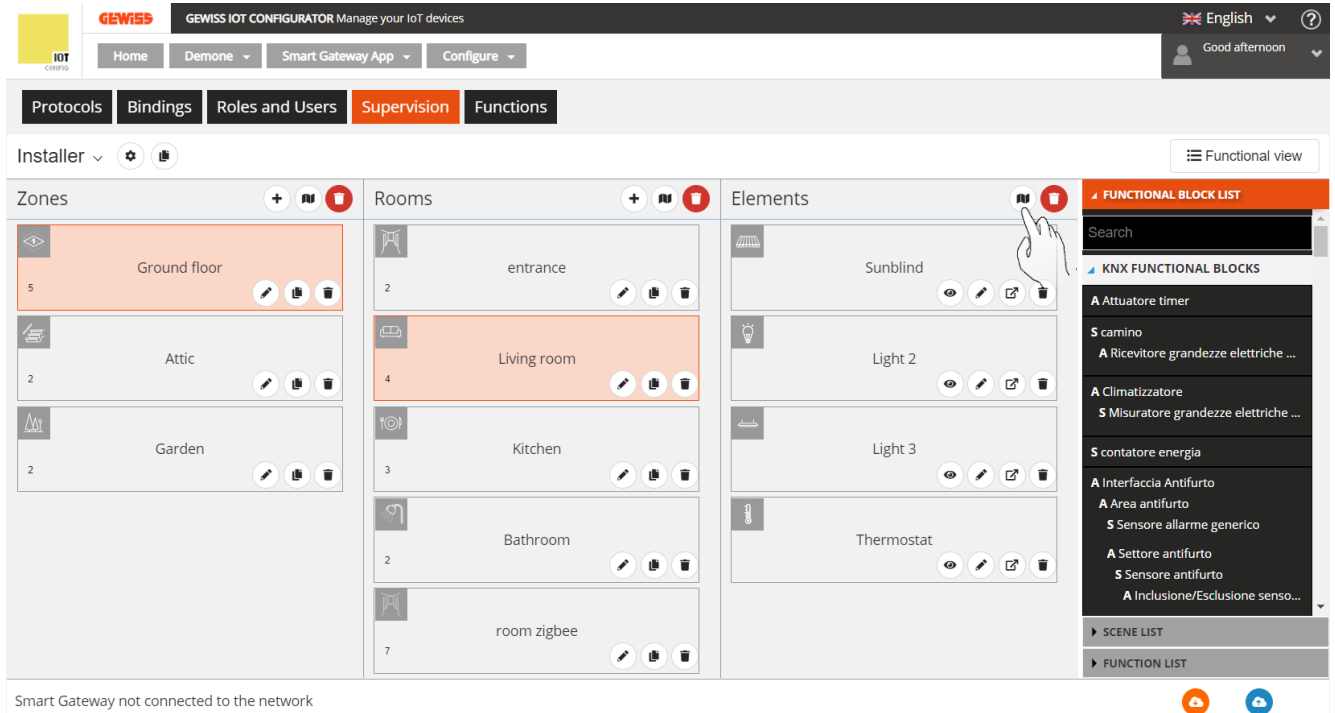 GEWISS
GEWISS IOT CONFIGURATOR Manage your IoT devices
English
?
IOT
CONFIG
Home
Demone
Smart Gateway App
Configure
Good afternoon
Protocols
Bindings
Roles and Users
Supervision
Functions
Installer
Functional view
Zones
Ground floor
5
Attic
2
Garden
2
Rooms
entrance
2
Living room
4
Kitchen
3
Bathroom
2
room zigbee
7
Elements
Sunblind
Light 2
Light 3
Thermostat
FUNCTIONAL BLOCK LIST
Search
KNX FUNCTIONAL BLOCKS
A Attuatore timer
S camino
A Ricevitore grandezze elettriche ...
A Climatizzatore
S Misuratore grandezze elettriche ...
S contatore energia
A Interfaccia Antifurto
A Area antifurto
S Sensore allarme generico
A Settore antifurto
S Sensore antifurto
A Inclusione/Esclusione senso...
SCENE LIST
FUNCTION LIST
Smart Gateway not connected to the network